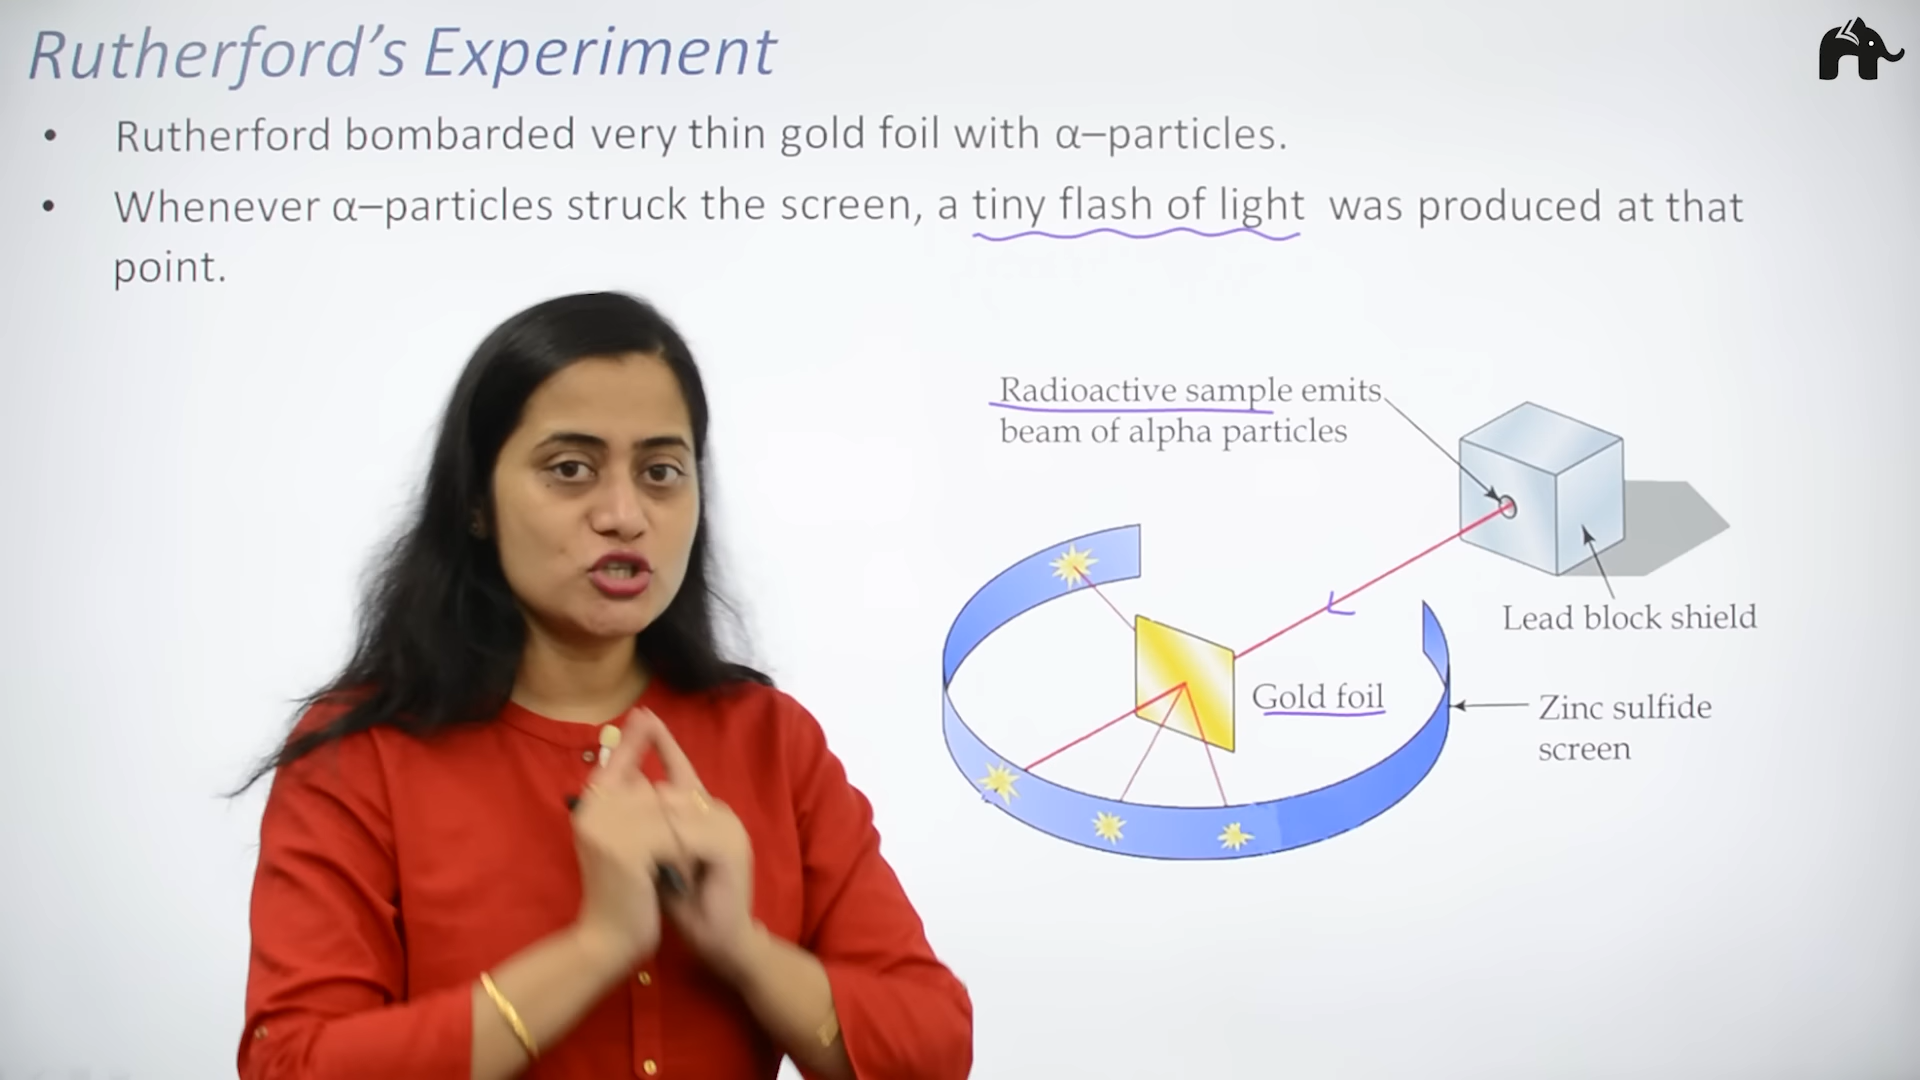 Rutherford's Experiment
• Rutherford bombarded very thin gold foil with α–particles.
• Whenever α–particles struck the screen, a tiny flash of light was produced at that
point.
Radioactive sample emits
beam of alpha particles
Lead block shield
Gold foil
Zinc sulfide
screen